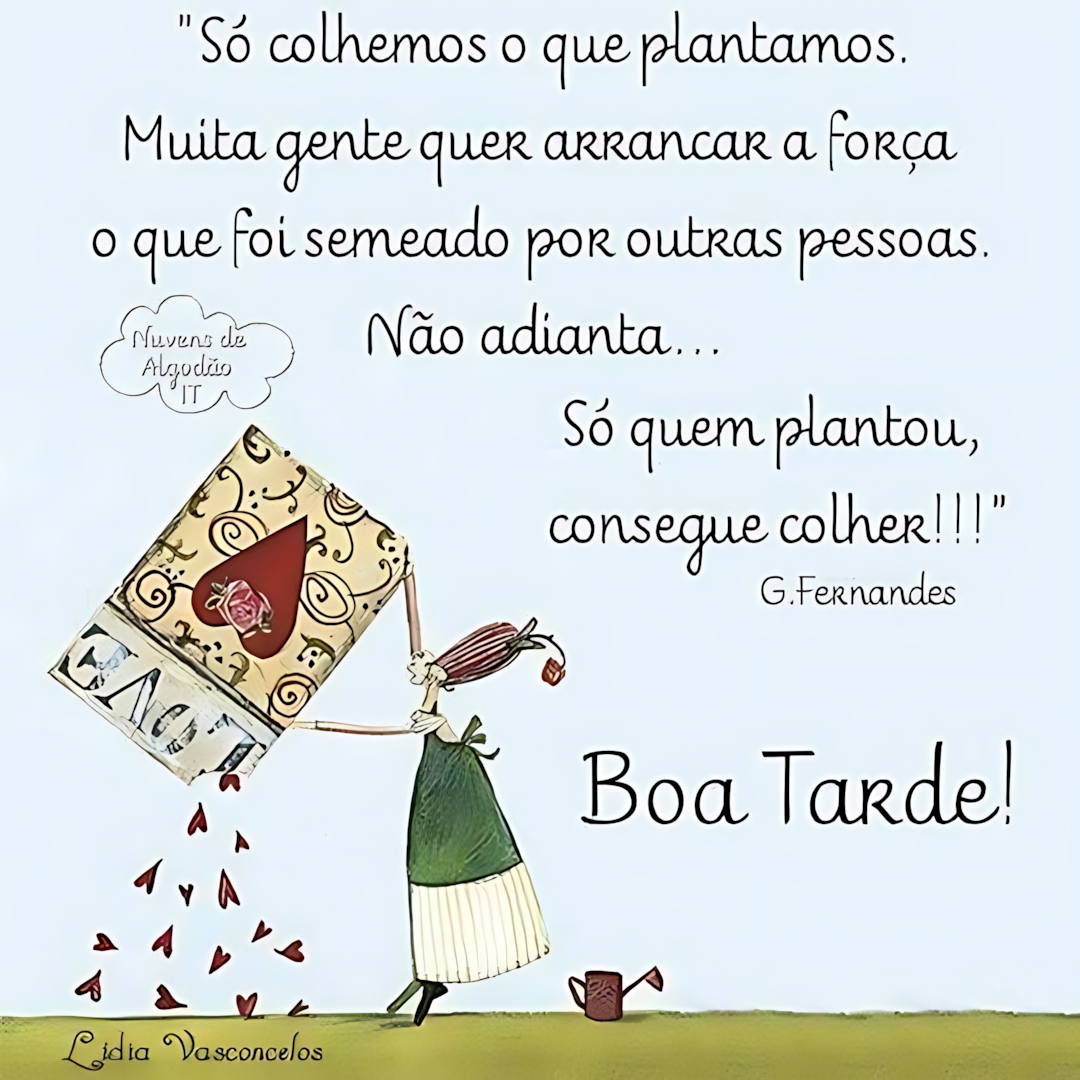 "Só colhemos o que plantamos.
Muita gente quer arrancar a força
o que foi semeado por outras pessoas.
Não adianta...
Nuvens de
Algodão
IT
Só quem plantou,
consegue colher!!!"
G.Fernandes
LOVE
Boa Tarde!
Lidia Vasconcelos